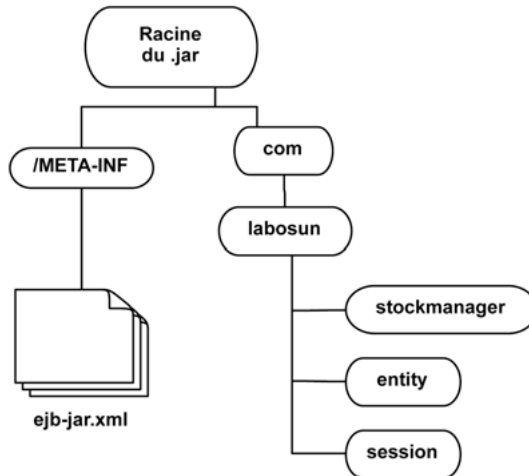 Racine
du .jar
/META-INF
com
labosun
stockmanager
entity
session
ejb-jar.xml